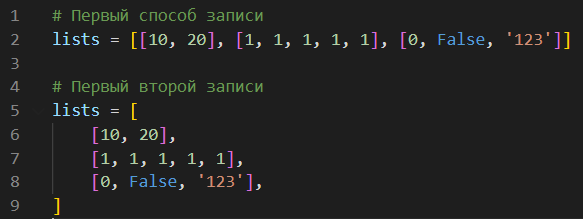 1 # Первый способ записи
2 lists = [[10, 20], [1, 1, 1, 1, 1], [0, False, '123']]
3
4 # Первый второй записи
5 lists = [
6 [10, 20],
7 [1, 1, 1, 1, 1],
8 [0, False, '123'],
9 ]